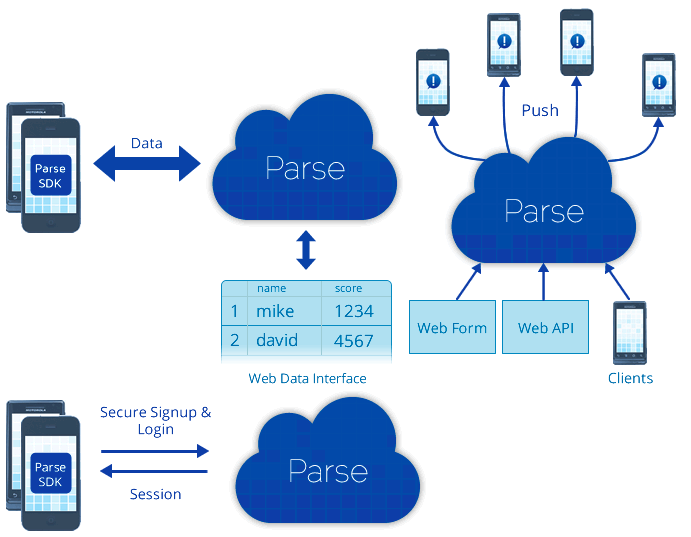 Parse
SDK
Data
Parse
name score
1 mike 1234
2 david 4567
Web Data Interface
Push
Parse
Web Form
Web API
Clients
Parse
SDK
Secure Signup &
Login
Session
Parse